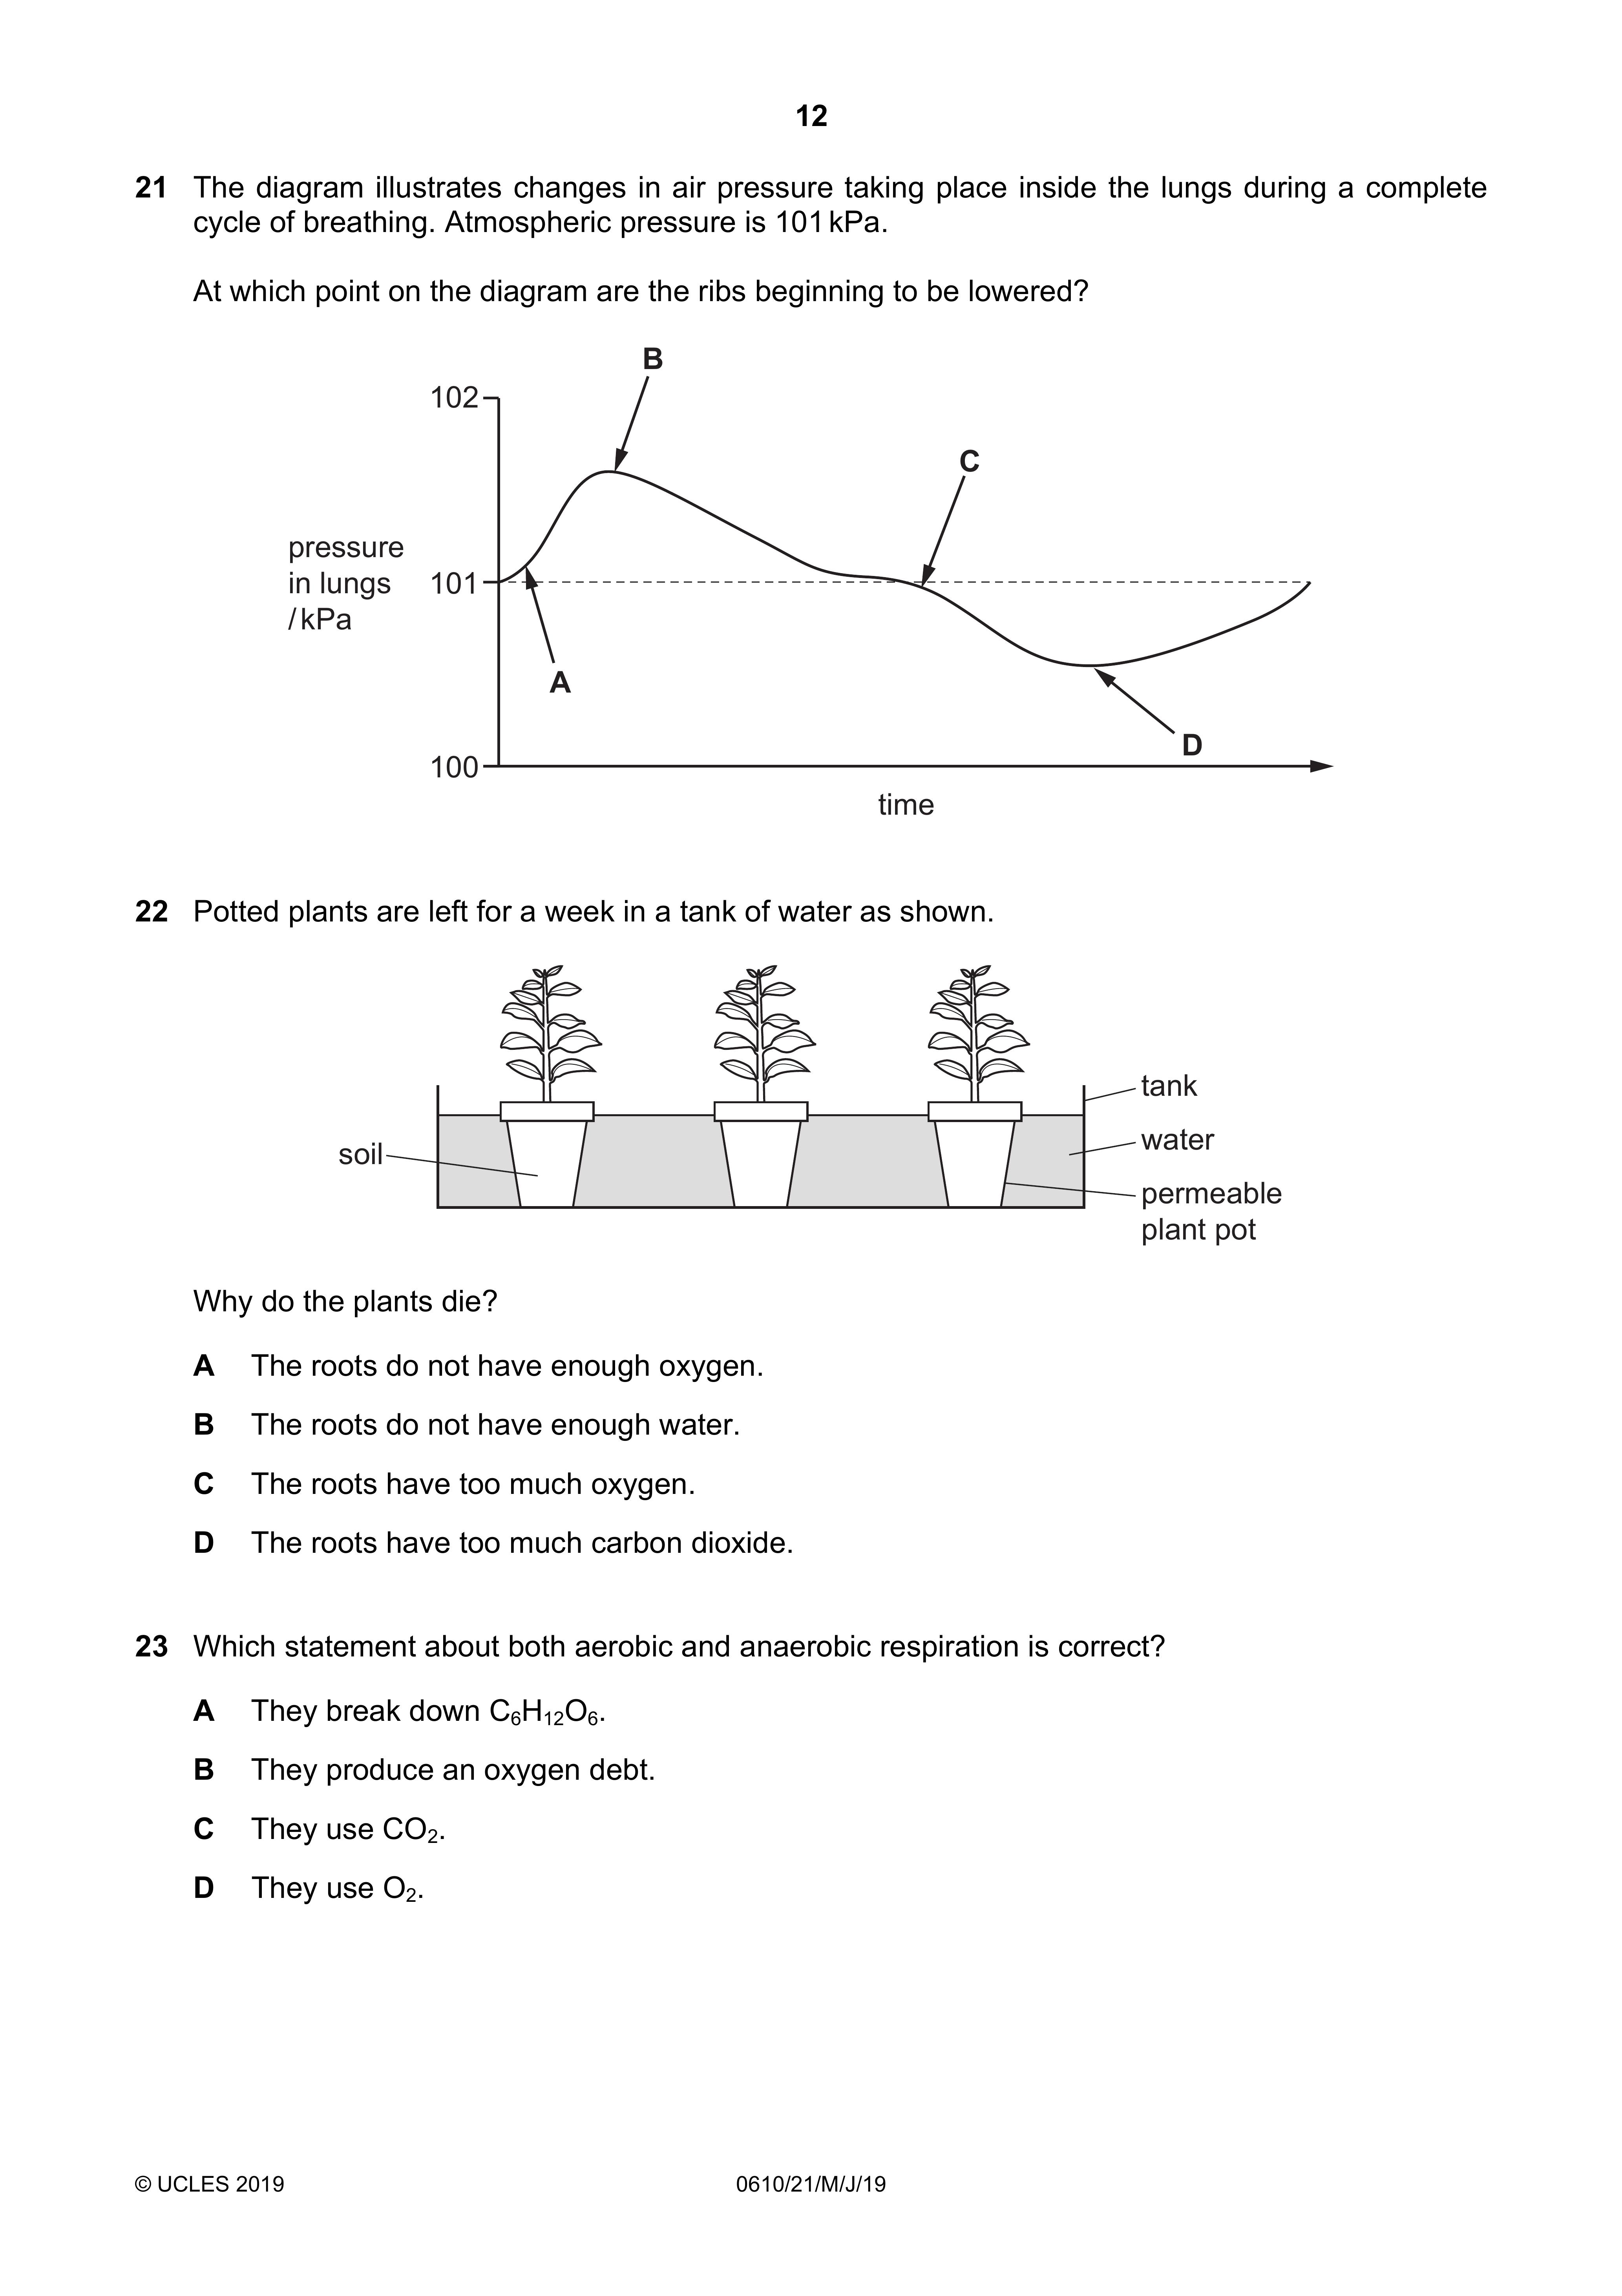 12
21 The diagram illustrates changes in air pressure taking place inside the lungs during a complete
cycle of breathing. Atmospheric pressure is 101 kPa.
At which point on the diagram are the ribs beginning to be lowered?
B
102
C
pressure
in lungs
/ kPa
101
A
D
100
time
22 Potted plants are left for a week in a tank of water as shown.
tank
water
soil
permeable
plant pot
Why do the plants die?
A The roots do not have enough oxygen.
B The roots do not have enough water.
C The roots have too much oxygen.
D The roots have too much carbon dioxide.
23 Which statement about both aerobic and anaerobic respiration is correct?
A They break down C₆H₁₂O₆.
B They produce an oxygen debt.
C They use CO₂.
D They use O₂.
© UCLES 2019 0610/21/M/J/19